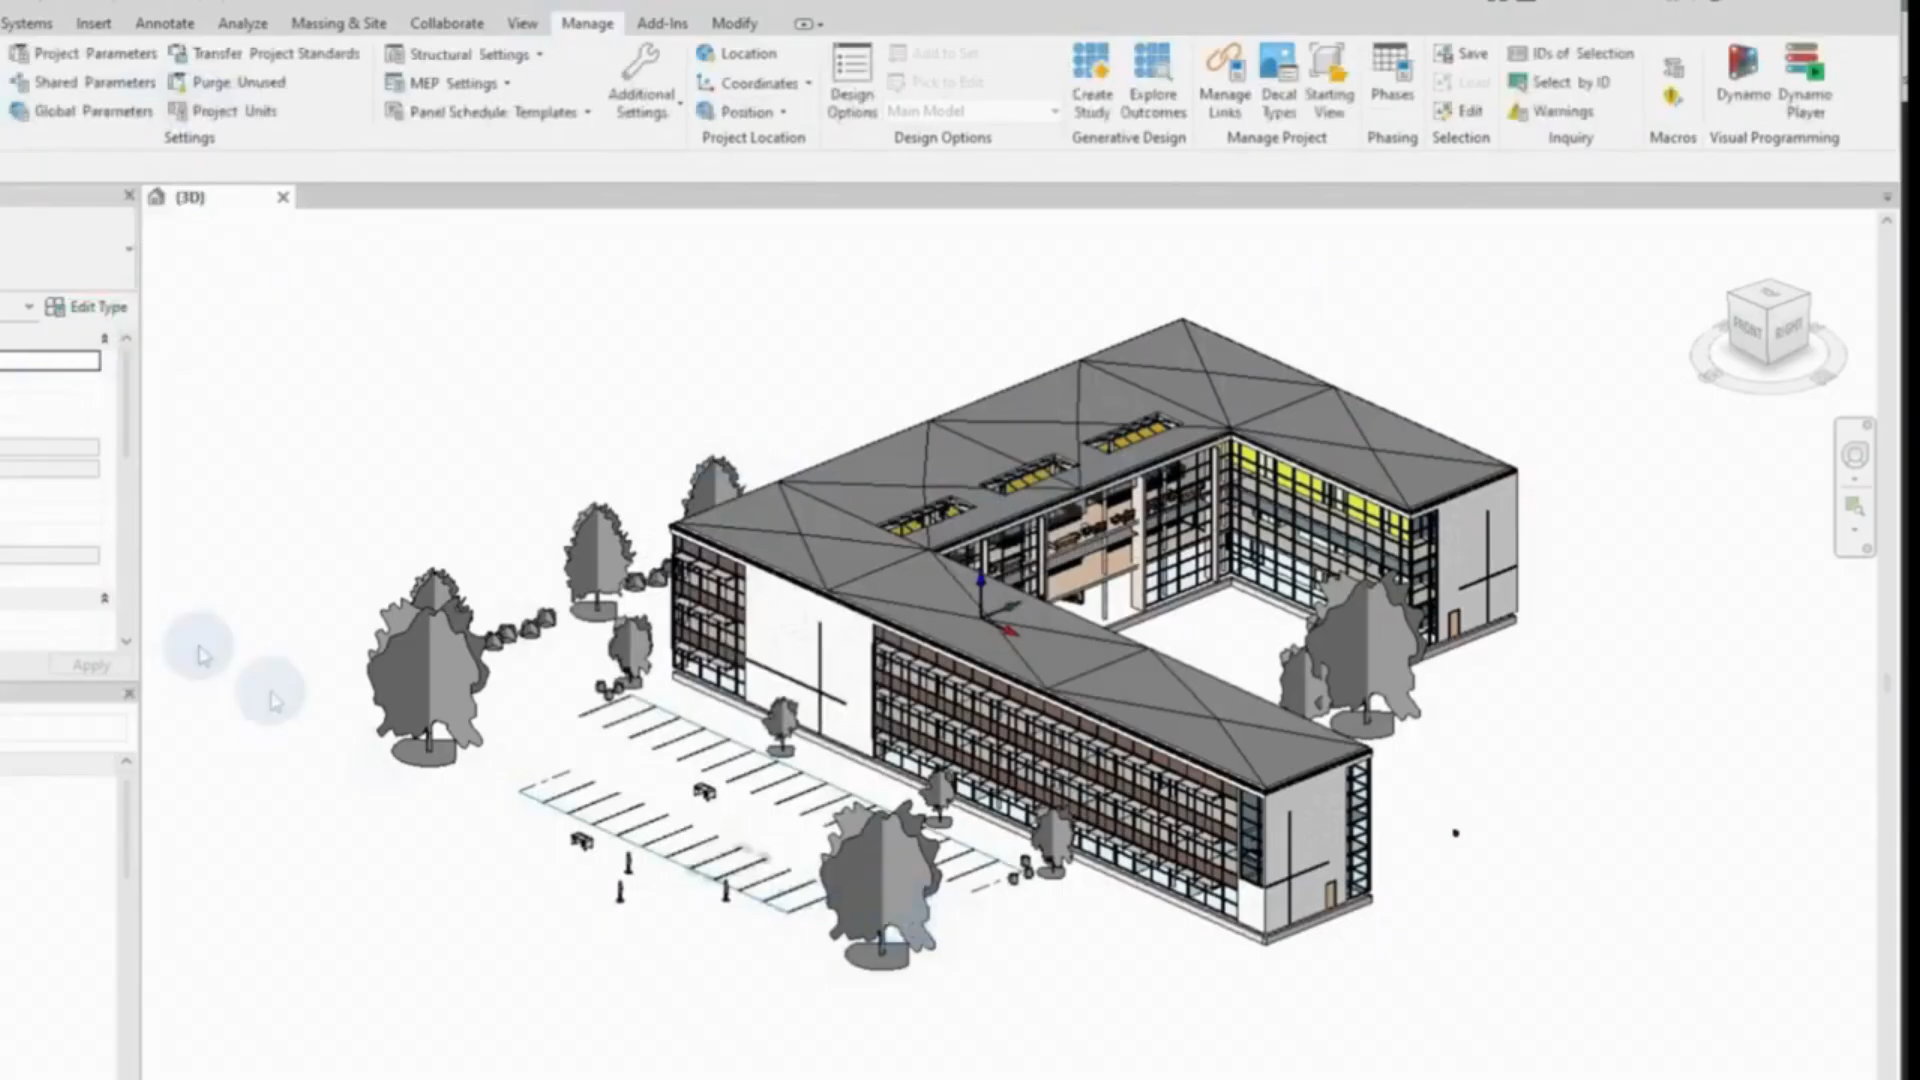 Systems Insert Annotate Analyze Massing & Site Collaborate View Manage Add-Ins Modify
Project Parameters Transfer Project Standards Structural Settings Location Add to Set Save IDs of Selection
Shared Parameters Purge Unused MEP Settings Coordinates Pick to Edit Load Select by ID
Global Parameters Project Units Panel Schedule Templates Position Main Model Edit Warnings
Additional Settings
Design Options
Create Study
Explore Outcomes
Manage Links
Decal Types
Starting View
Phases
Dynamo
Dynamo Player
Settings Project Location Design Options Generative Design Manage Project Phasing Selection Inquiry Macros Visual Programming
{3D}
Edit Type
Apply
TOP
FRONT
RIGHT